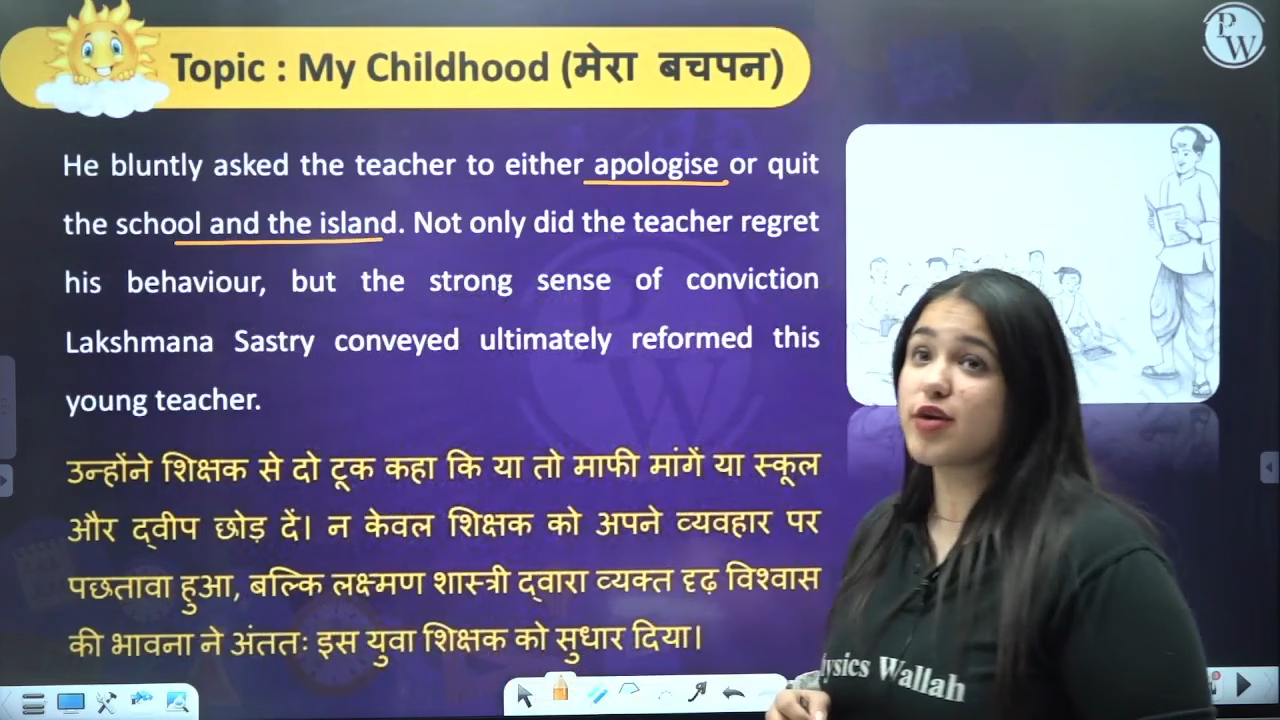 Topic : My Childhood (मेरा बचपन)
PW
He bluntly asked the teacher to either apologise or quit
the school and the island. Not only did the teacher regret
his behaviour, but the strong sense of conviction
Lakshmana Sastry conveyed ultimately reformed this
young teacher.
उन्होंने शिक्षक से दो टूक कहा कि या तो माफी मांगें या स्कूल
और द्वीप छोड़ दें। न केवल शिक्षक को अपने व्यवहार पर
पछतावा हुआ, बल्कि लक्ष्मण शास्त्री द्वारा व्यक्त दृढ़ विश्वास
की भावना ने अंततः इस युवा शिक्षक को सुधार दिया।
ysics Wallah